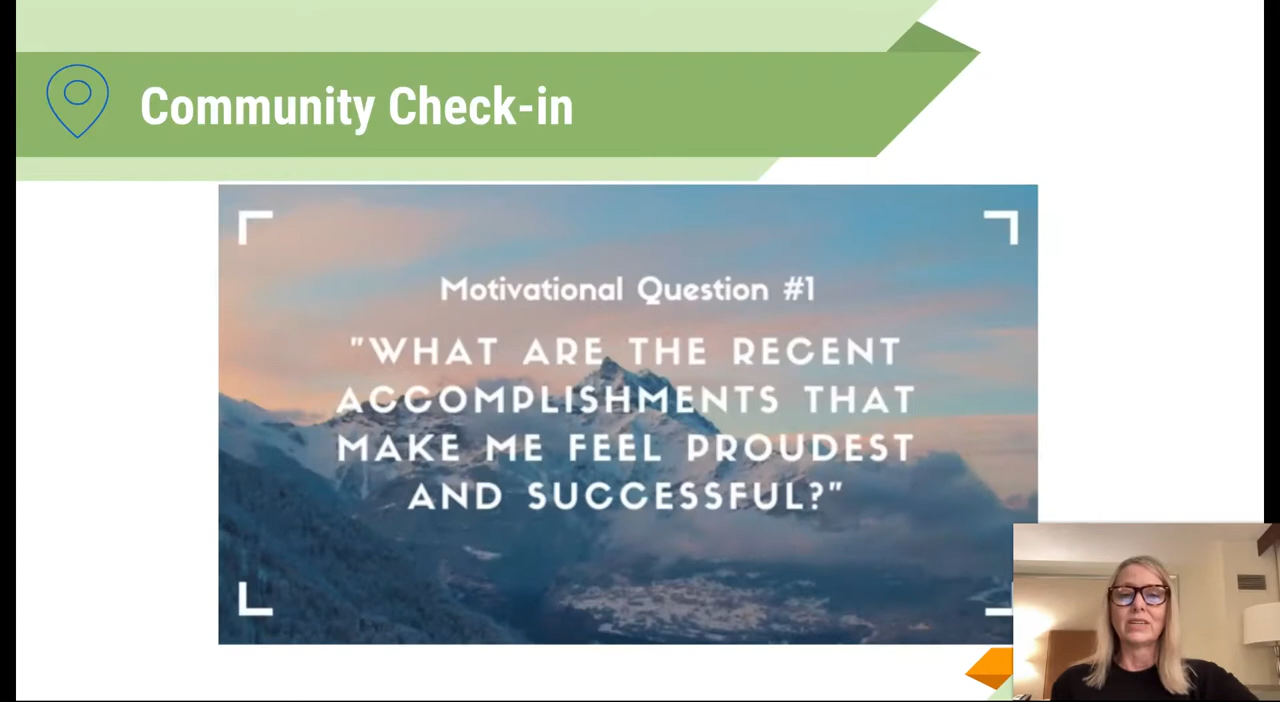 Community Check-in
Motivational Question #1
"WHAT ARE THE RECENT
ACCOMPLISHMENTS THAT
MAKE ME FEEL PROUDEST
AND SUCCESSFUL?"